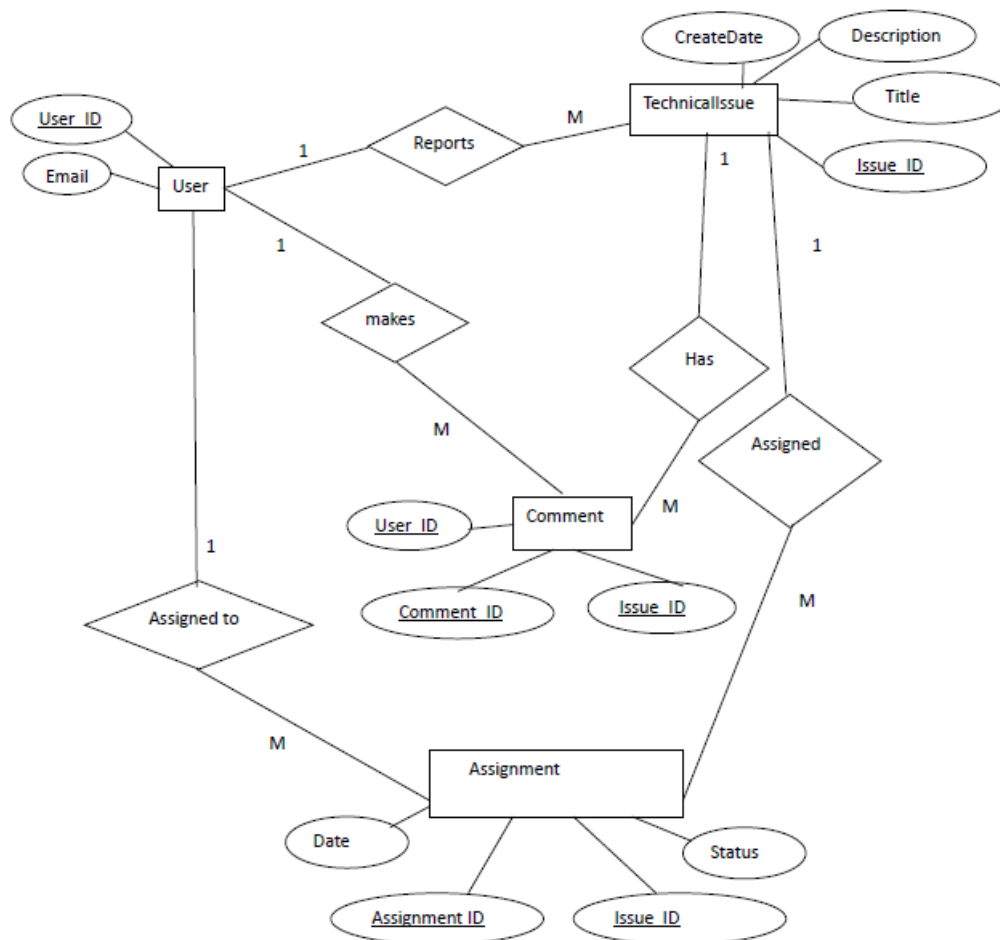 CreateDate
Description
User_ID
TechnicalIssue
Title
M
Reports
1
Email
User
1
Issue_ID
1
1
makes
Has
M
Assigned
User_ID
Comment
M
1
Comment_ID
Issue_ID
M
Assigned to
M
Assignment
Date
Status
Assignment ID
Issue_ID